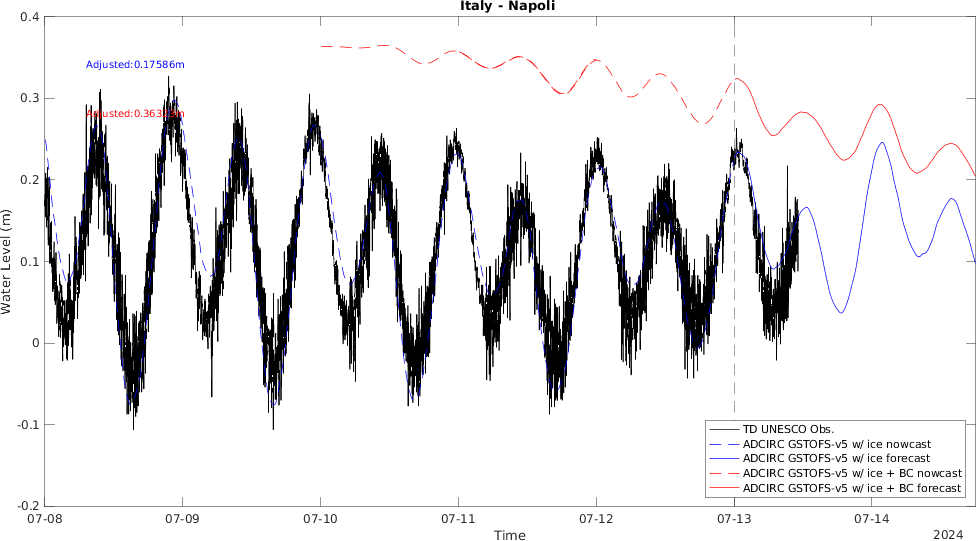 Italy - Napoli
0.4
0.3
0.2
0.1
0
-0.1
-0.2
Water Level (m)
Adjusted:0.17586m
TD UNESCO Obs.
ADCIRC GSTOFS-v5 w/ ice nowcast
ADCIRC GSTOFS-v5 w/ ice forecast
ADCIRC GSTOFS-v5 w/ ice + BC nowcast
ADCIRC GSTOFS-v5 w/ ice + BC forecast
07-08
07-09
07-10
07-11
07-12
07-13
07-14
Time
2024